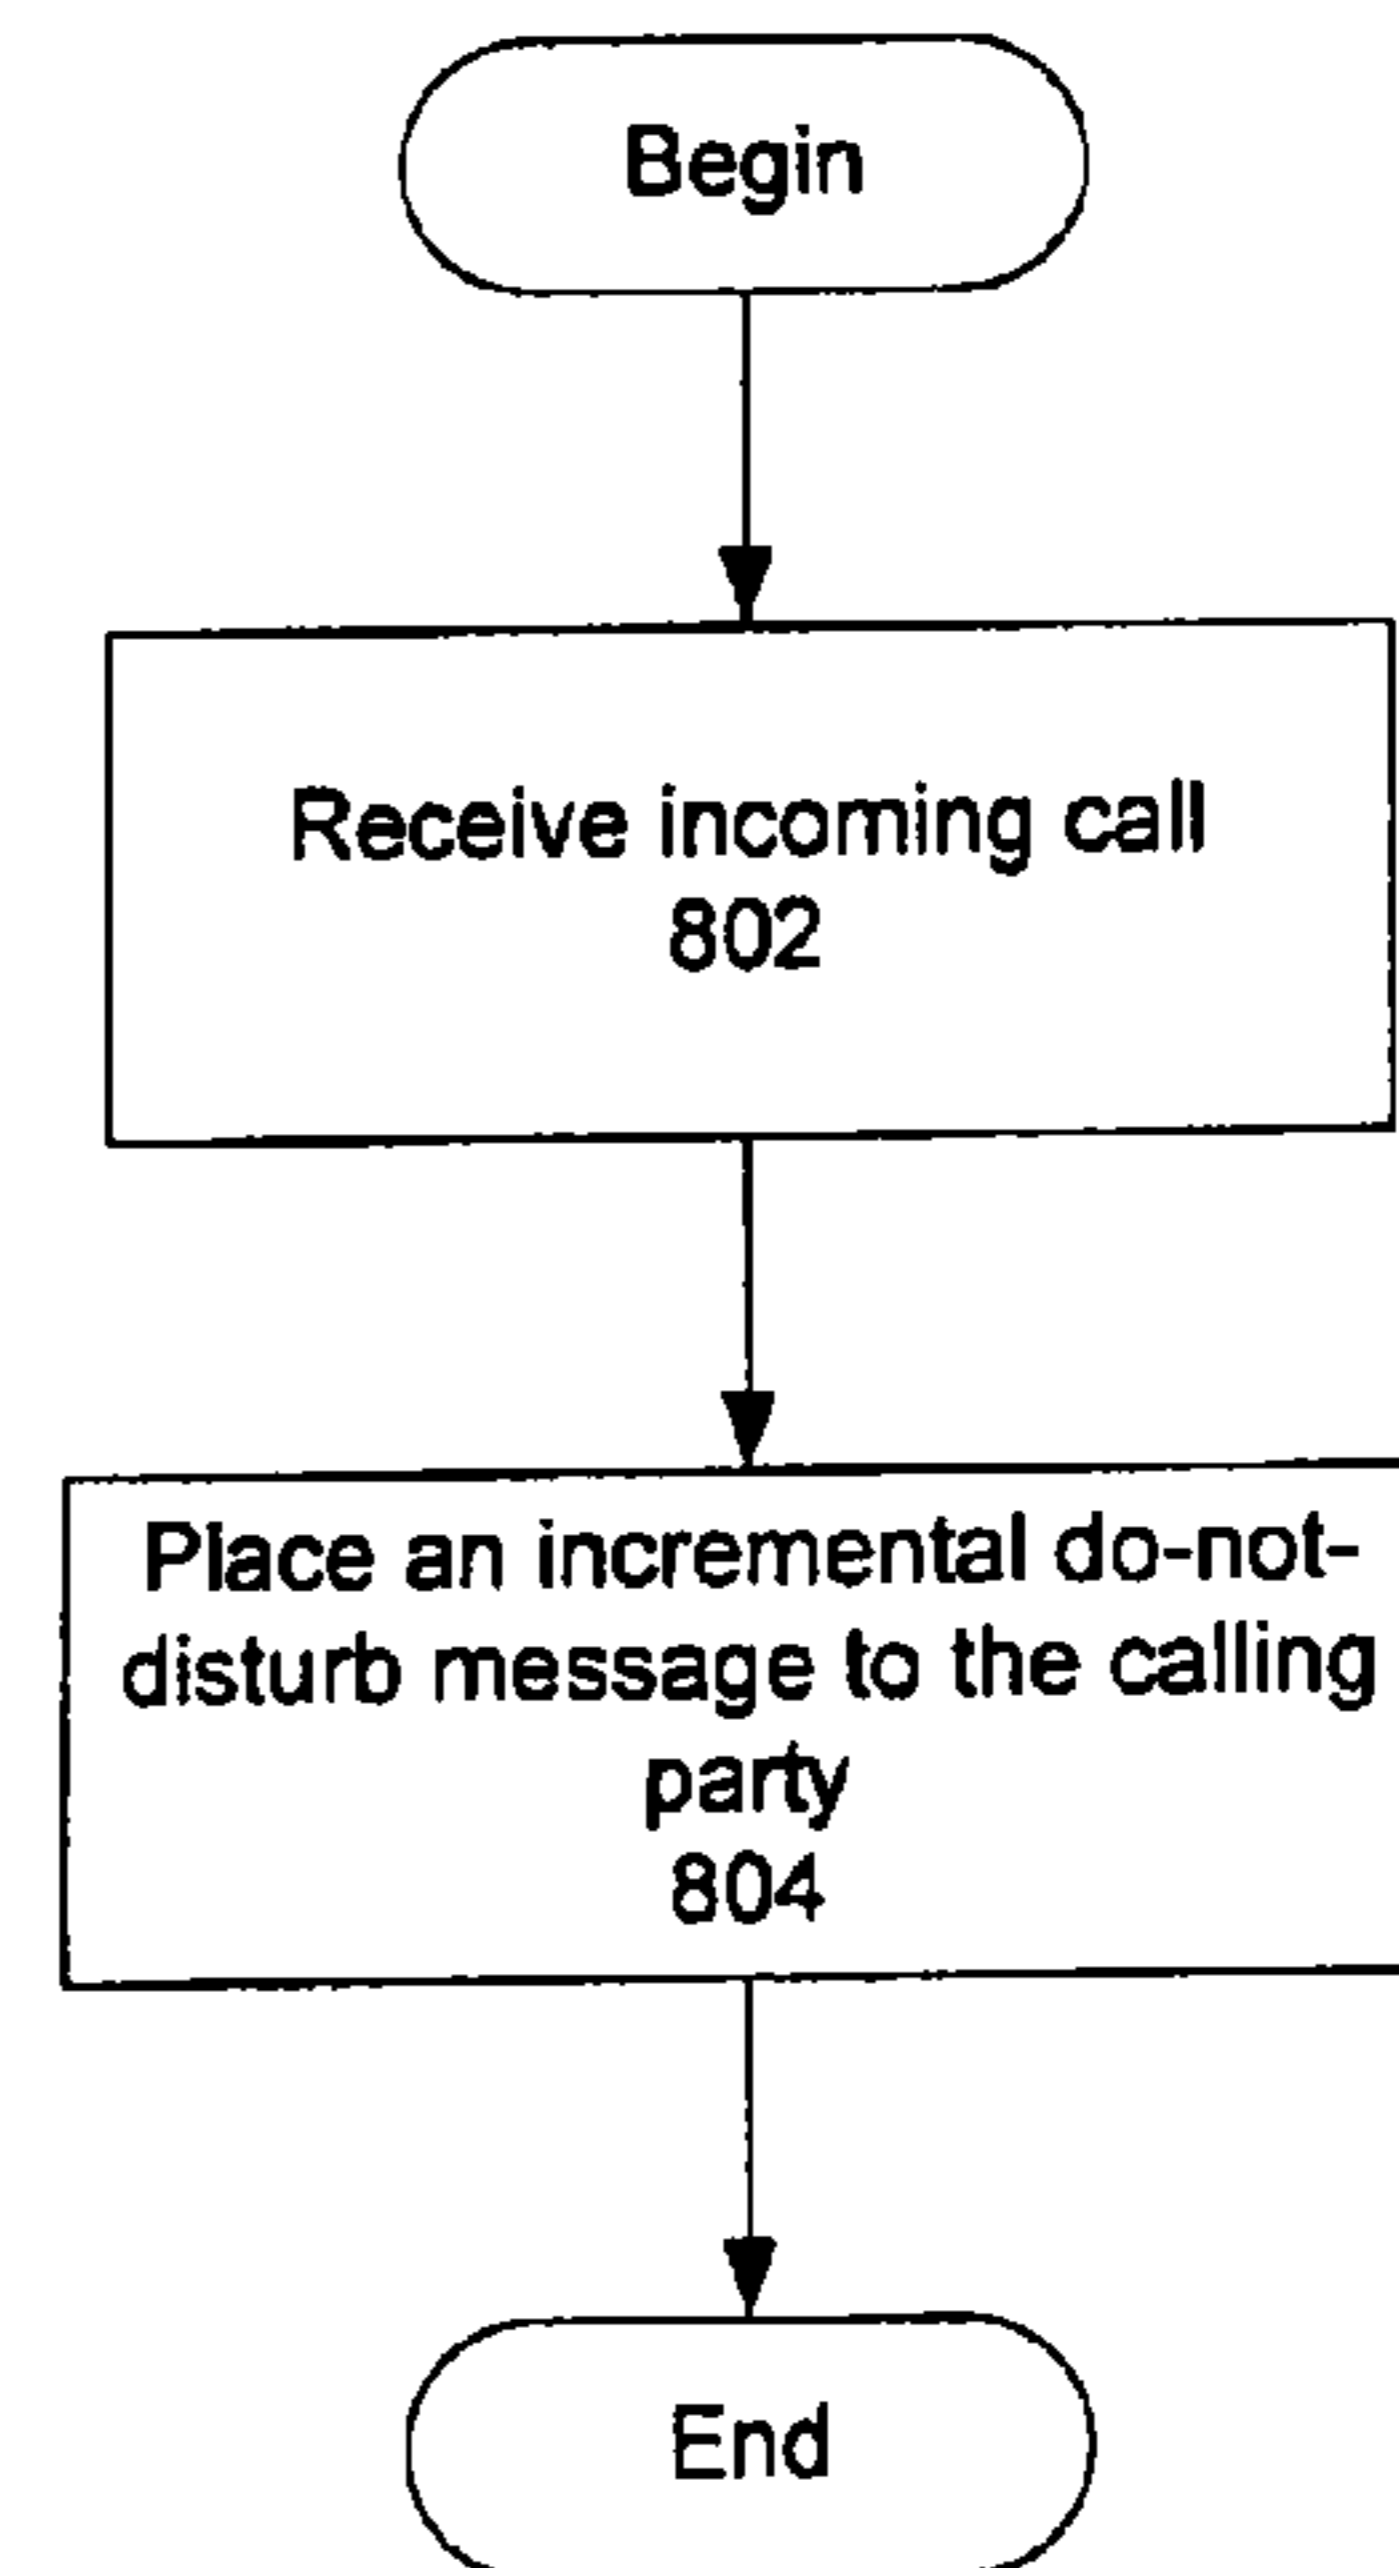 Begin
Receive incoming call
802
Place an incremental do-not-
disturb message to the calling
party
804
End